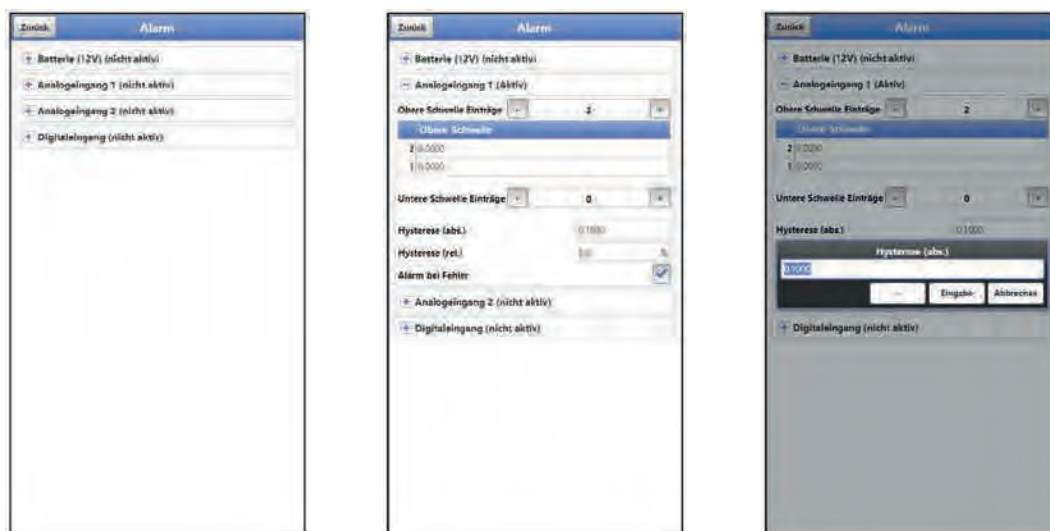 Zurück Alarm
+ Batterie (12V) (nicht aktiv)
+ Analogeingang 1 (nicht aktiv)
+ Analogeingang 2 (nicht aktiv)
+ Digitaleingang (nicht aktiv)
Zurück Alarm
+ Batterie (12V) (nicht aktiv)
- Analogeingang 1 (Aktiv)
Obere Schwelle Einträge - 2 +
Obere Schwelle
2 0.0000
1 0.0000
Untere Schwelle Einträge - 0 +
Hysterese (abs.) 0.1000
Hysterese (rel.) %
Alarm bei Fehler
+ Analogeingang 2 (nicht aktiv)
+ Digitaleingang (nicht aktiv)
Zurück Alarm
+ Batterie (12V) (nicht aktiv)
- Analogeingang 1 (Aktiv)
Obere Schwelle Einträge - 2 +
Obere Schwelle
2 0.0000
1 0.0000
Untere Schwelle Einträge - 0 +
Hysterese (abs.) 0.1000
Hysterese (abs.)
0.1000
Eingabe Abbrechen
+ Digitaleingang (nicht aktiv)